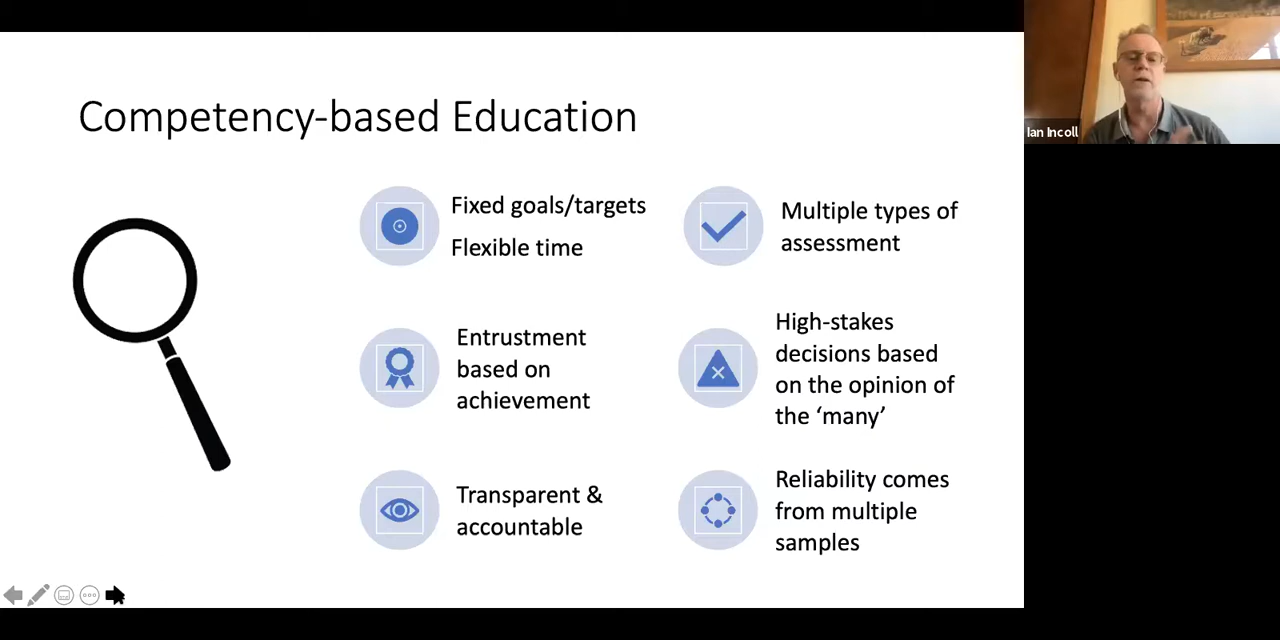 Competency-based Education
Fixed goals/targets
Flexible time
Entrustment
based on
achievement
Transparent &
accountable
Multiple types of
assessment
High-stakes
decisions based
on the opinion of
the ‘many’
Reliability comes
from multiple
samples
Ian Incoll